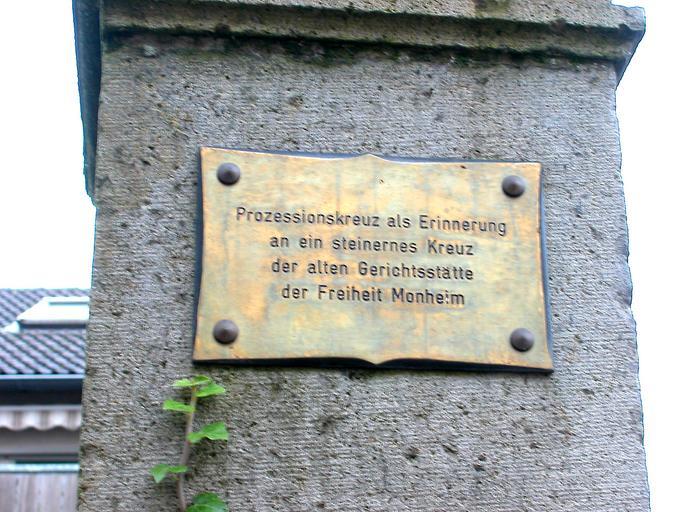 Prozessionskreuz als Erinnerung
an ein steinernes Kreuz
der alten Gerichtsstätte
der Freiheit Monheim